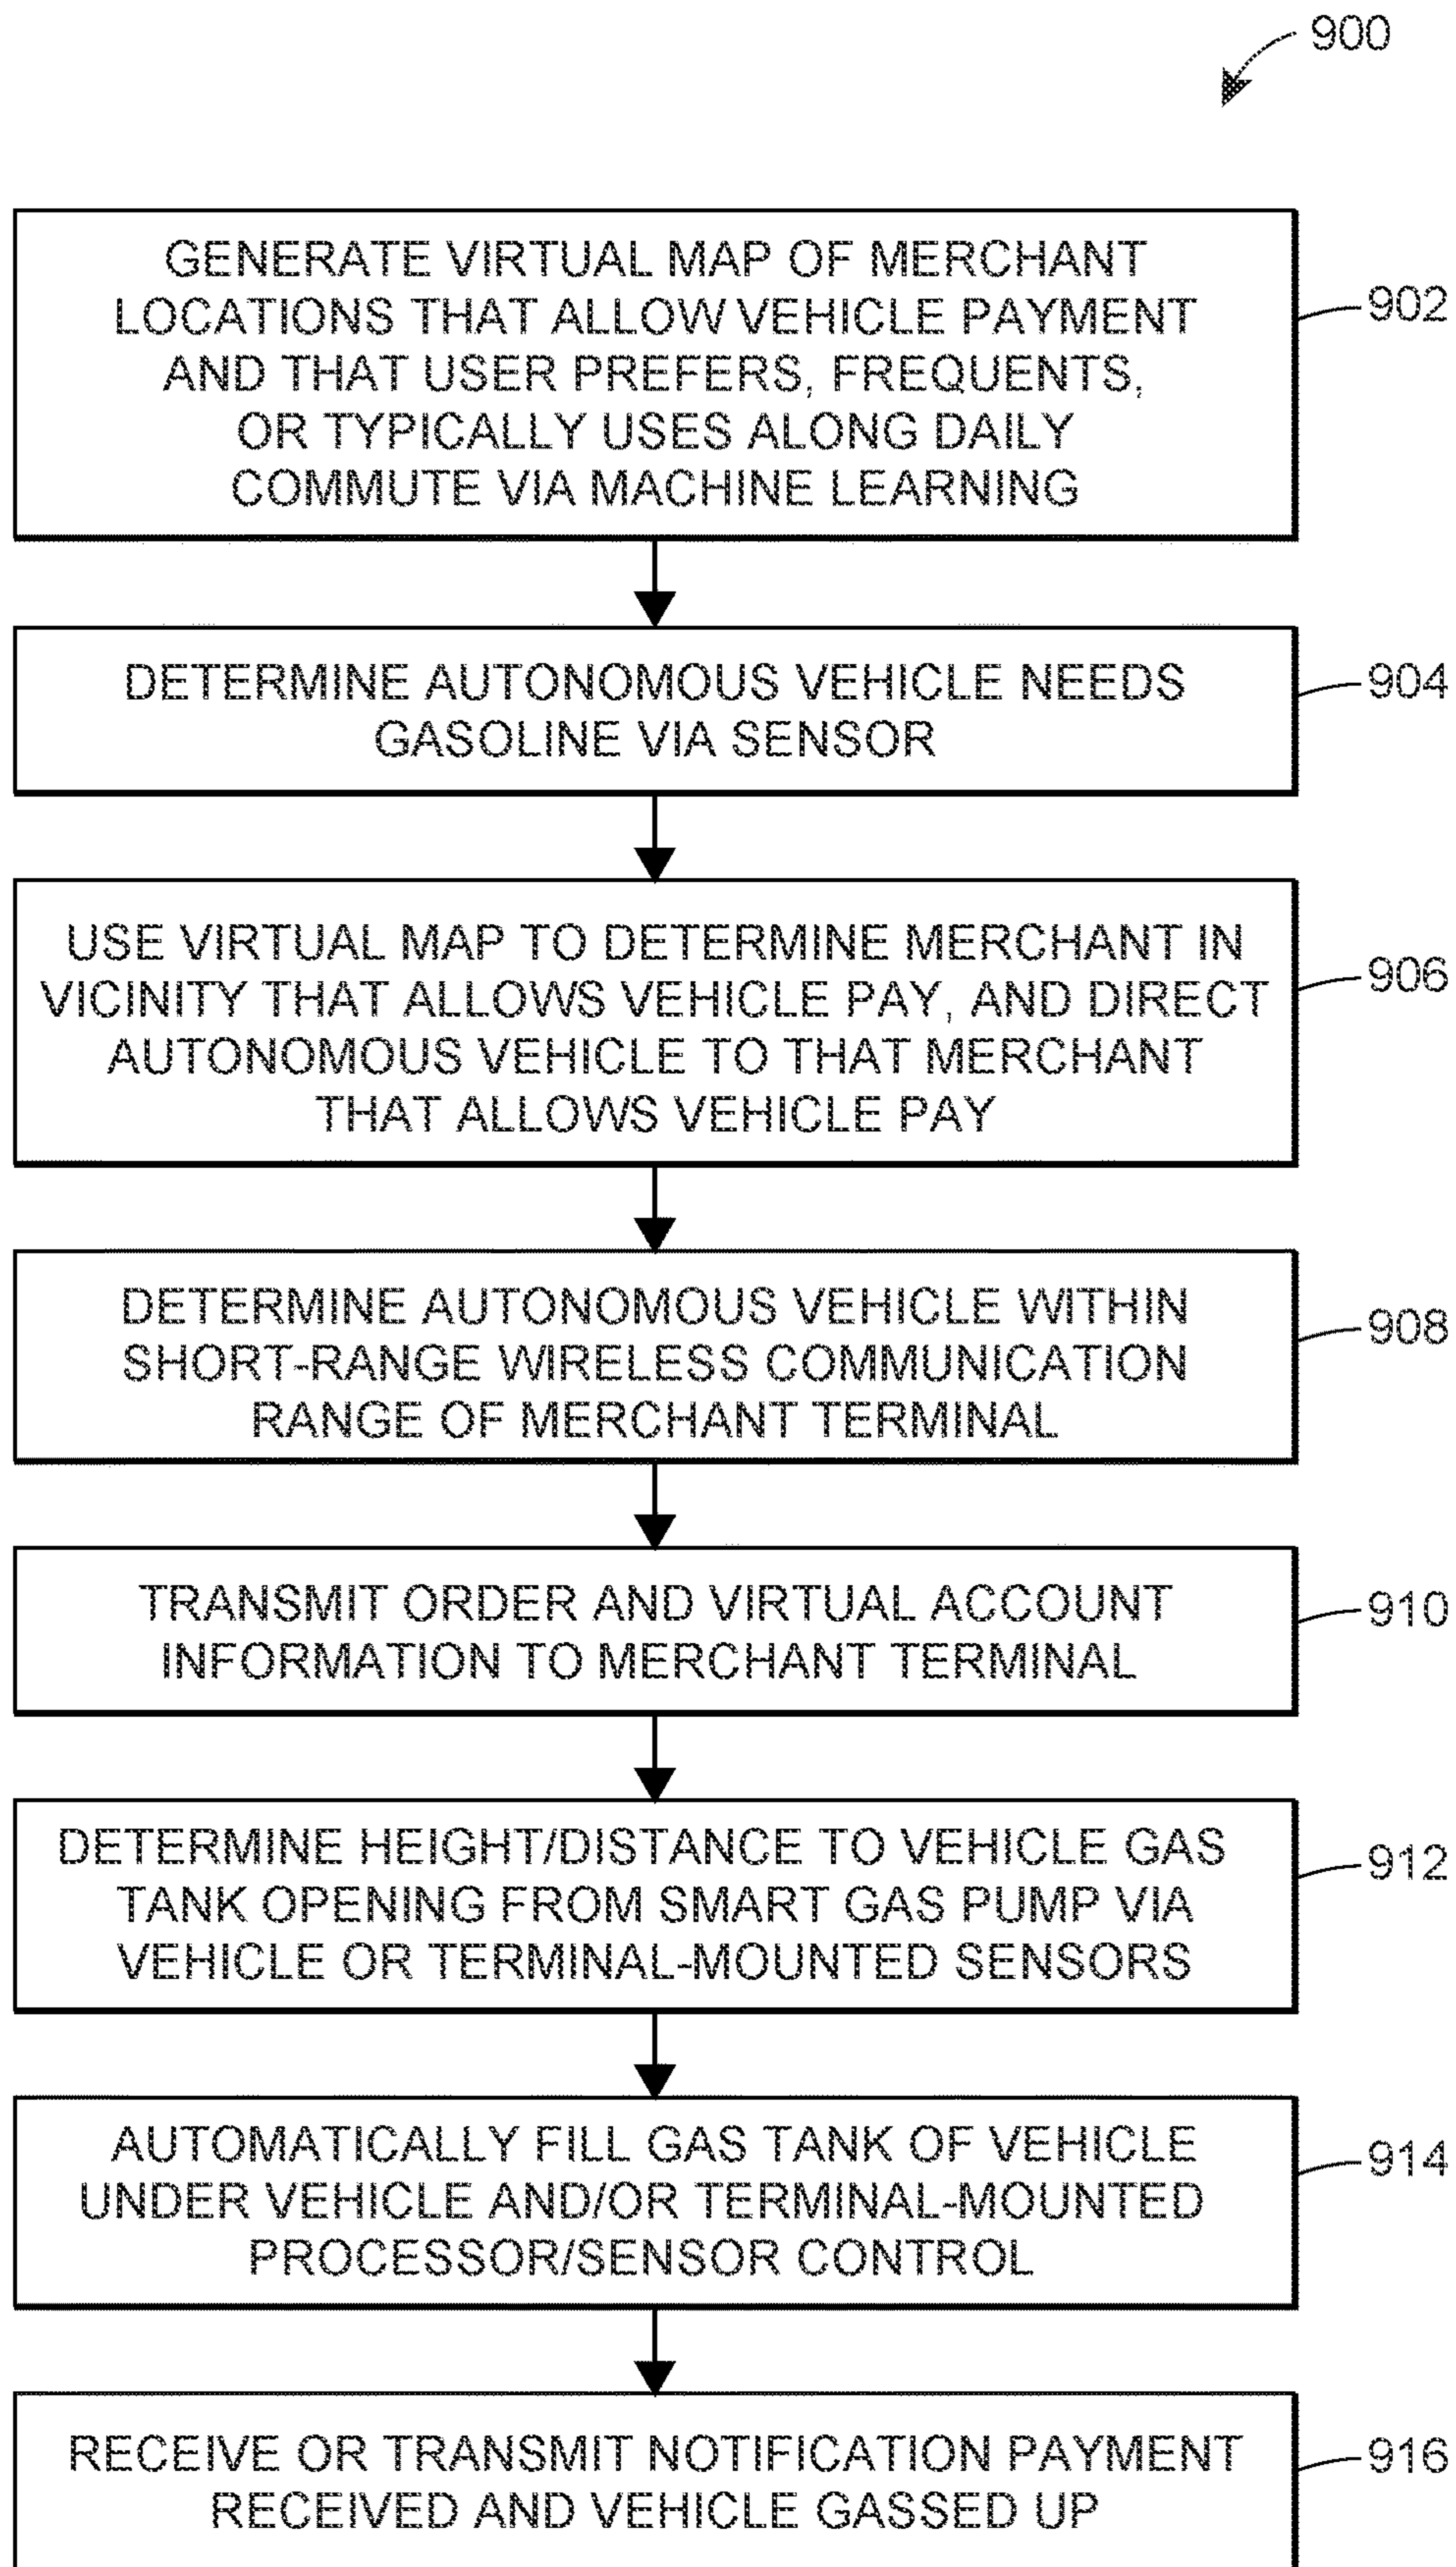 900
GENERATE VIRTUAL MAP OF MERCHANT
LOCATIONS THAT ALLOW VEHICLE PAYMENT
AND THAT USER PREFERS, FREQUENTS,
OR TYPICALLY USES ALONG DAILY
COMMUTE VIA MACHINE LEARNING
902
DETERMINE AUTONOMOUS VEHICLE NEEDS
GASOLINE VIA SENSOR
904
USE VIRTUAL MAP TO DETERMINE MERCHANT IN
VICINITY THAT ALLOWS VEHICLE PAY, AND DIRECT
AUTONOMOUS VEHICLE TO THAT MERCHANT
THAT ALLOWS VEHICLE PAY
906
DETERMINE AUTONOMOUS VEHICLE WITHIN
SHORT-RANGE WIRELESS COMMUNICATION
RANGE OF MERCHANT TERMINAL
908
TRANSMIT ORDER AND VIRTUAL ACCOUNT
INFORMATION TO MERCHANT TERMINAL
910
DETERMINE HEIGHT/DISTANCE TO VEHICLE GAS
TANK OPENING FROM SMART GAS PUMP VIA
VEHICLE OR TERMINAL-MOUNTED SENSORS
912
AUTOMATICALLY FILL GAS TANK OF VEHICLE
UNDER VEHICLE AND/OR TERMINAL-MOUNTED
PROCESSOR/SENSOR CONTROL
914
RECEIVE OR TRANSMIT NOTIFICATION PAYMENT
RECEIVED AND VEHICLE GASSED UP
916